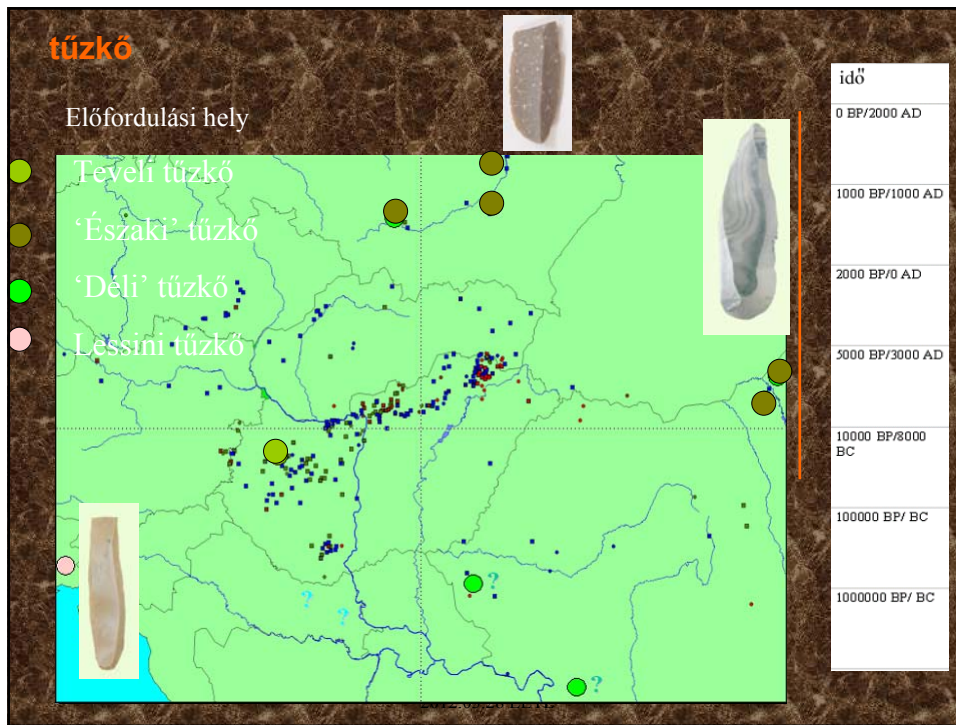 tűzkő
Előfordulási hely
Teveli tűzkő
‘Északi’ tűzkő
‘Déli’ tűzkő
Lessini tűzkő
?
?
?
?
idő
0 BP/2000 AD
1000 BP/1000 AD
2000 BP/0 AD
5000 BP/3000 AD
10000 BP/8000
BC
100000 BP/ BC
1000000 BP/ BC